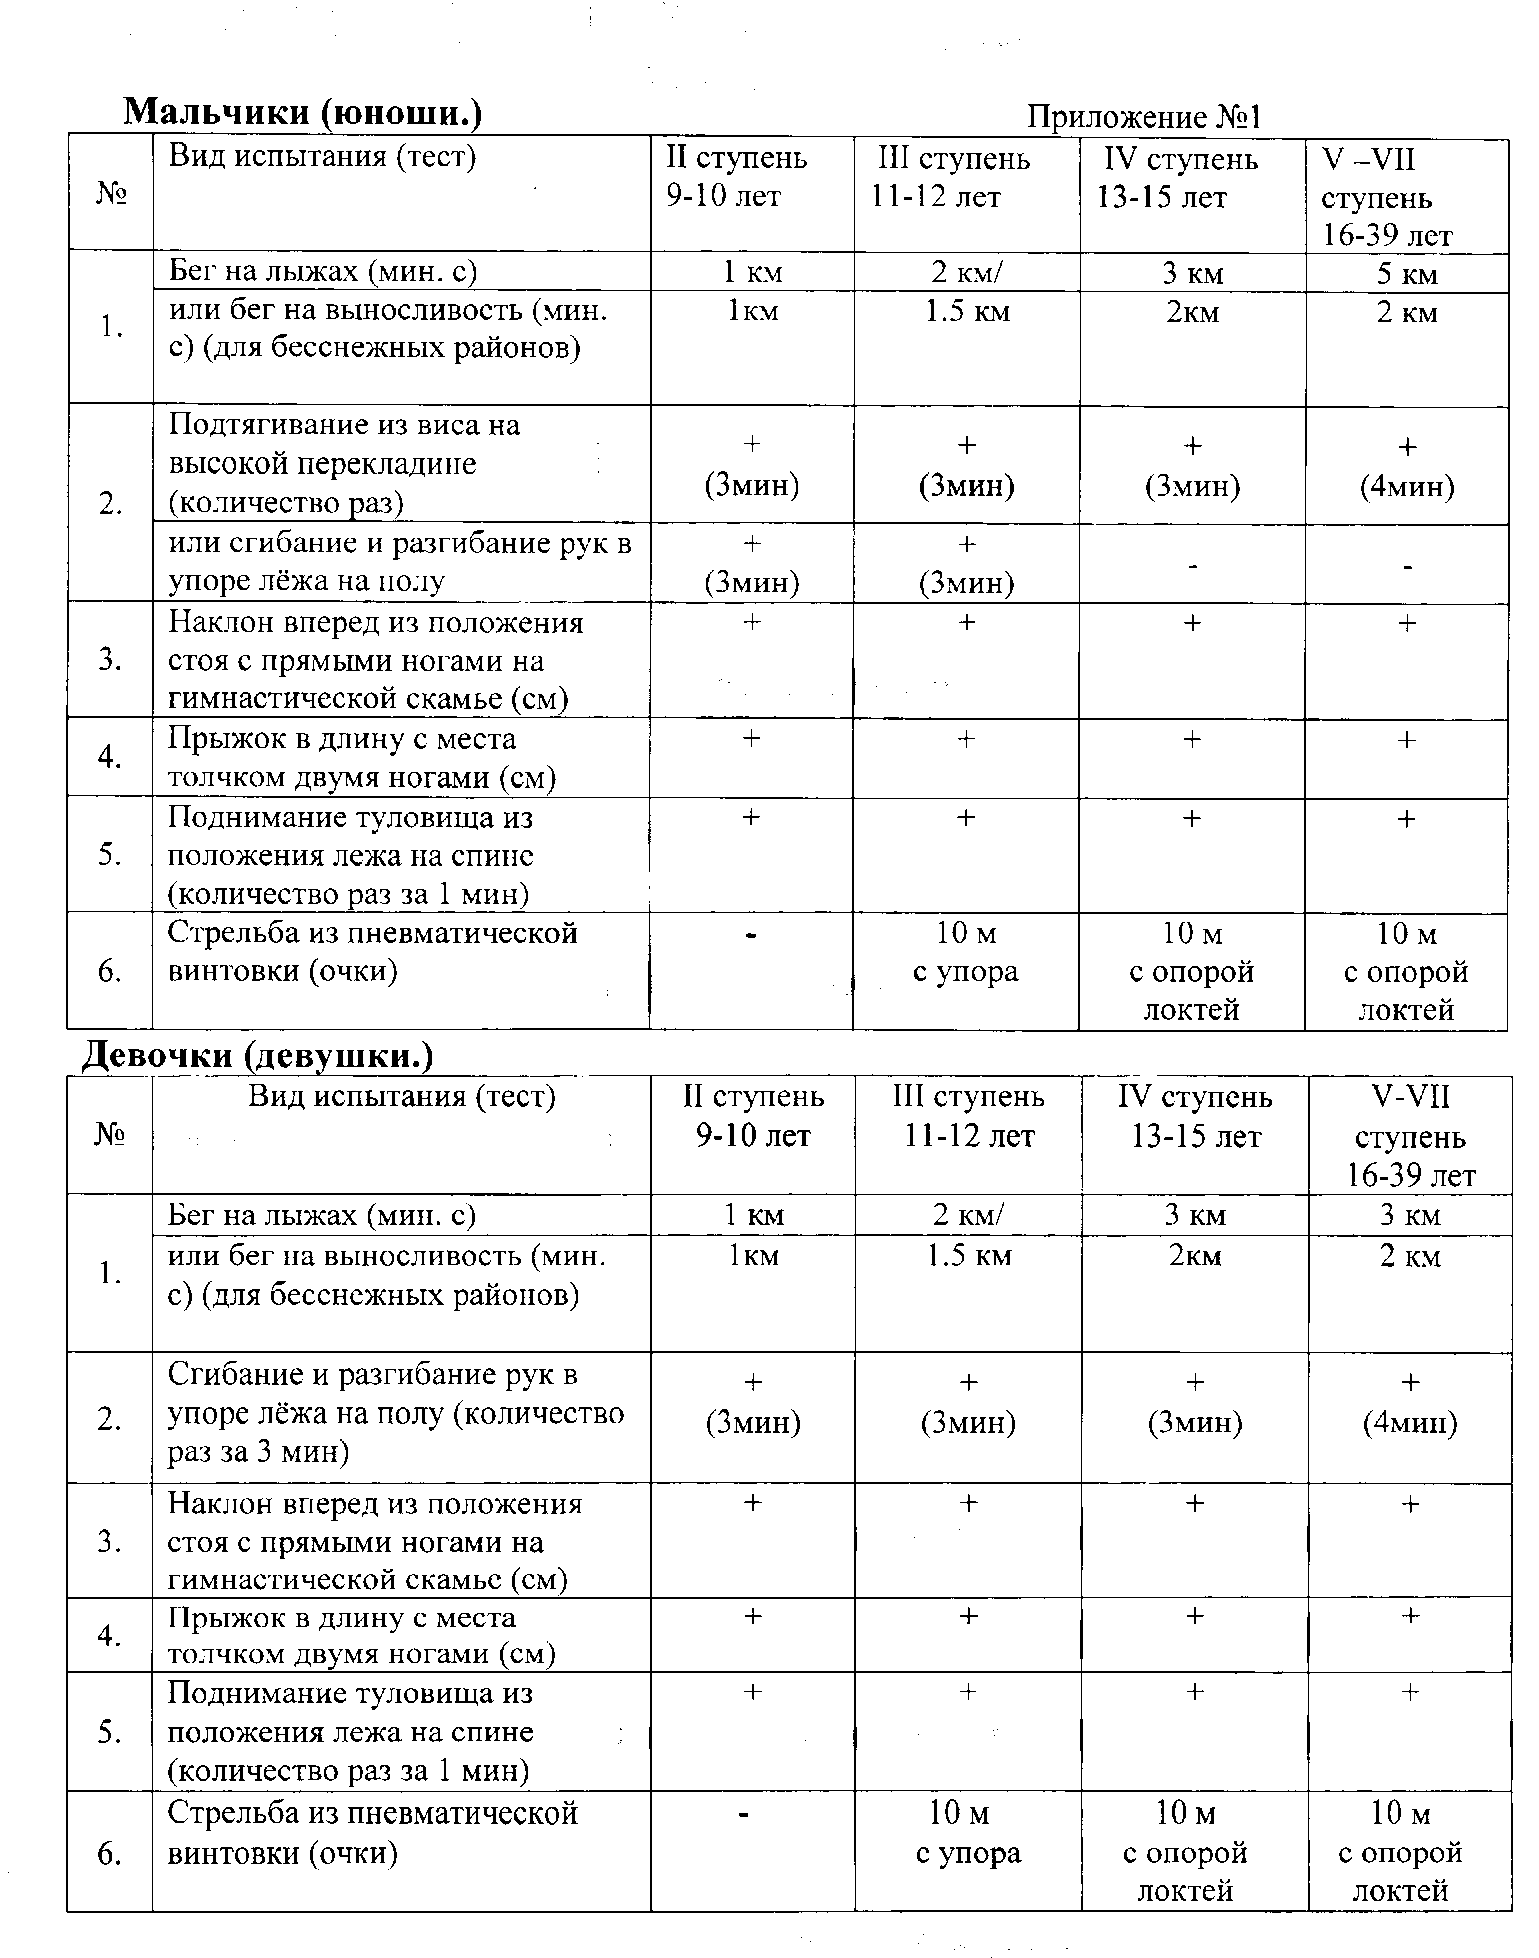 Мальчики (юноши.)
Приложение №1
№
Вид испытания (тест)
II ступень
9-10 лет
III ступень
11-12 лет
IV ступень
13-15 лет
V –VII
ступень
16-39 лет
1.
Бег на лыжах (мин. с)
1 км
2 км/
3 км
5 км
или бег на выносливость (мин.
с) (для бесснежных районов)
1км
1.5 км
2км
2 км
2.
Подтягивание из виса на
высокой перекладине
(количество раз)
+
(3мин)
+
(3мин)
+
(3мин)
+
(4мин)
или сгибание и разгибание рук в
упоре лёжа на полу
+
(3мин)
+
(3мин)
-
-
3.
Наклон вперед из положения
стоя с прямыми ногами на
гимнастической скамье (см)
+
+
+
+
4.
Прыжок в длину с места
толчком двумя ногами (см)
+
+
+
+
5.
Поднимание туловища из
положения лежа на спине
(количество раз за 1 мин)
+
+
+
+
6.
Стрельба из пневматической
винтовки (очки)
-
10 м
с упора
10 м
с опорой
локтей
10 м
с опорой
локтей
Девочки (девушки.)
№
Вид испытания (тест)
II ступень
9-10 лет
III ступень
11-12 лет
IV ступень
13-15 лет
V-VII
ступень
16-39 лет
1.
Бег на лыжах (мин. с)
1 км
2 км/
3 км
3 км
или бег на выносливость (мин.
с) (для бесснежных районов)
1км
1.5 км
2км
2 км
2.
Сгибание и разгибание рук в
упоре лёжа на полу (количество
раз за 3 мин)
+
(3мин)
+
(3мин)
+
(3мин)
+
(4мин)
3.
Наклон вперед из положения
стоя с прямыми ногами на
гимнастической скамье (см)
+
+
+
+
4.
Прыжок в длину с места
толчком двумя ногами (см)
+
+
+
+
5.
Поднимание туловища из
положения лежа на спине
(количество раз за 1 мин)
+
+
+
+
6.
Стрельба из пневматической
винтовки (очки)
-
10 м
с упора
10 м
с опорой
локтей
10 м
с опорой
локтей